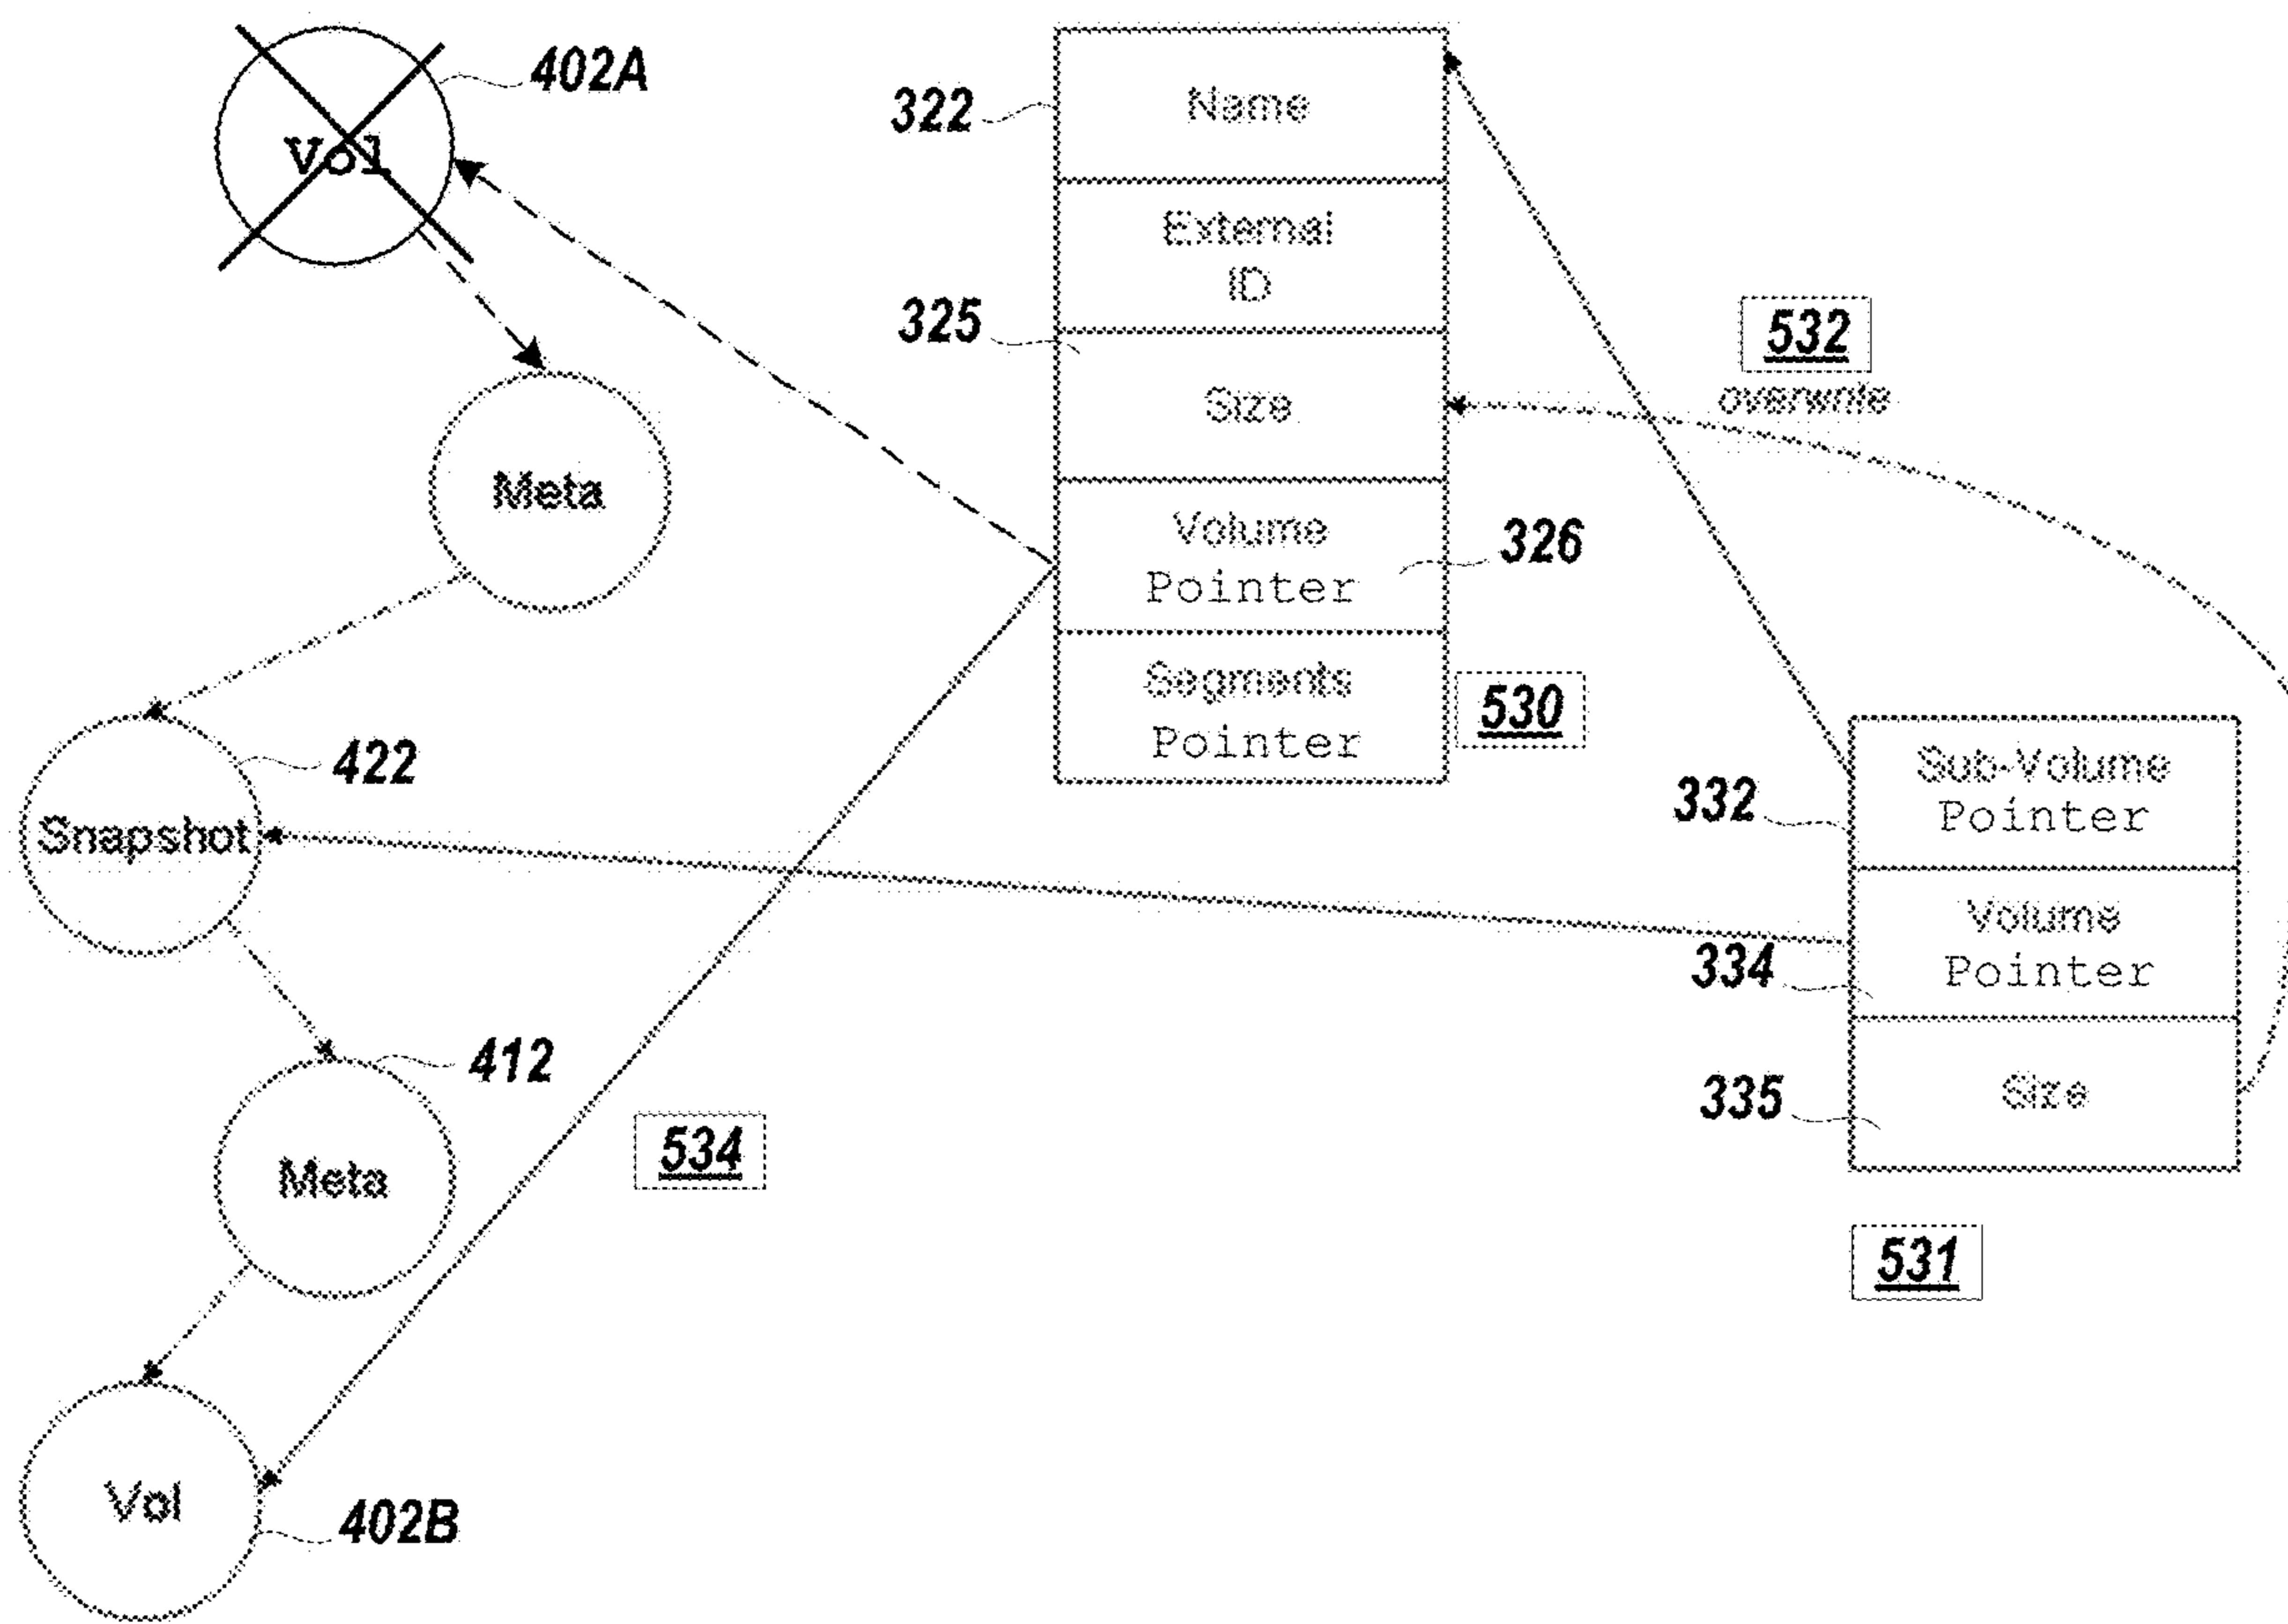 402A
Vol
322
Name
External
ID
325
Size
532
overwrite
Meta
Volume
Pointer
326
Segments
Pointer
530
422
Snapshot
332
Sub-Volume
Pointer
Volume
Pointer
334
412
Meta
534
335
Size
531
Vol
402B